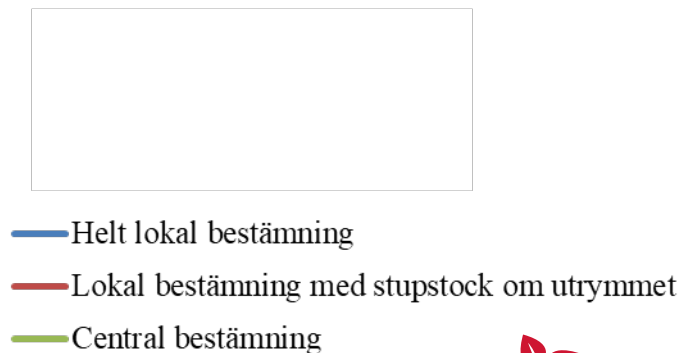 Helt lokal bestämning
Lokal bestämning med stupstock om utrymmet
Central bestämning